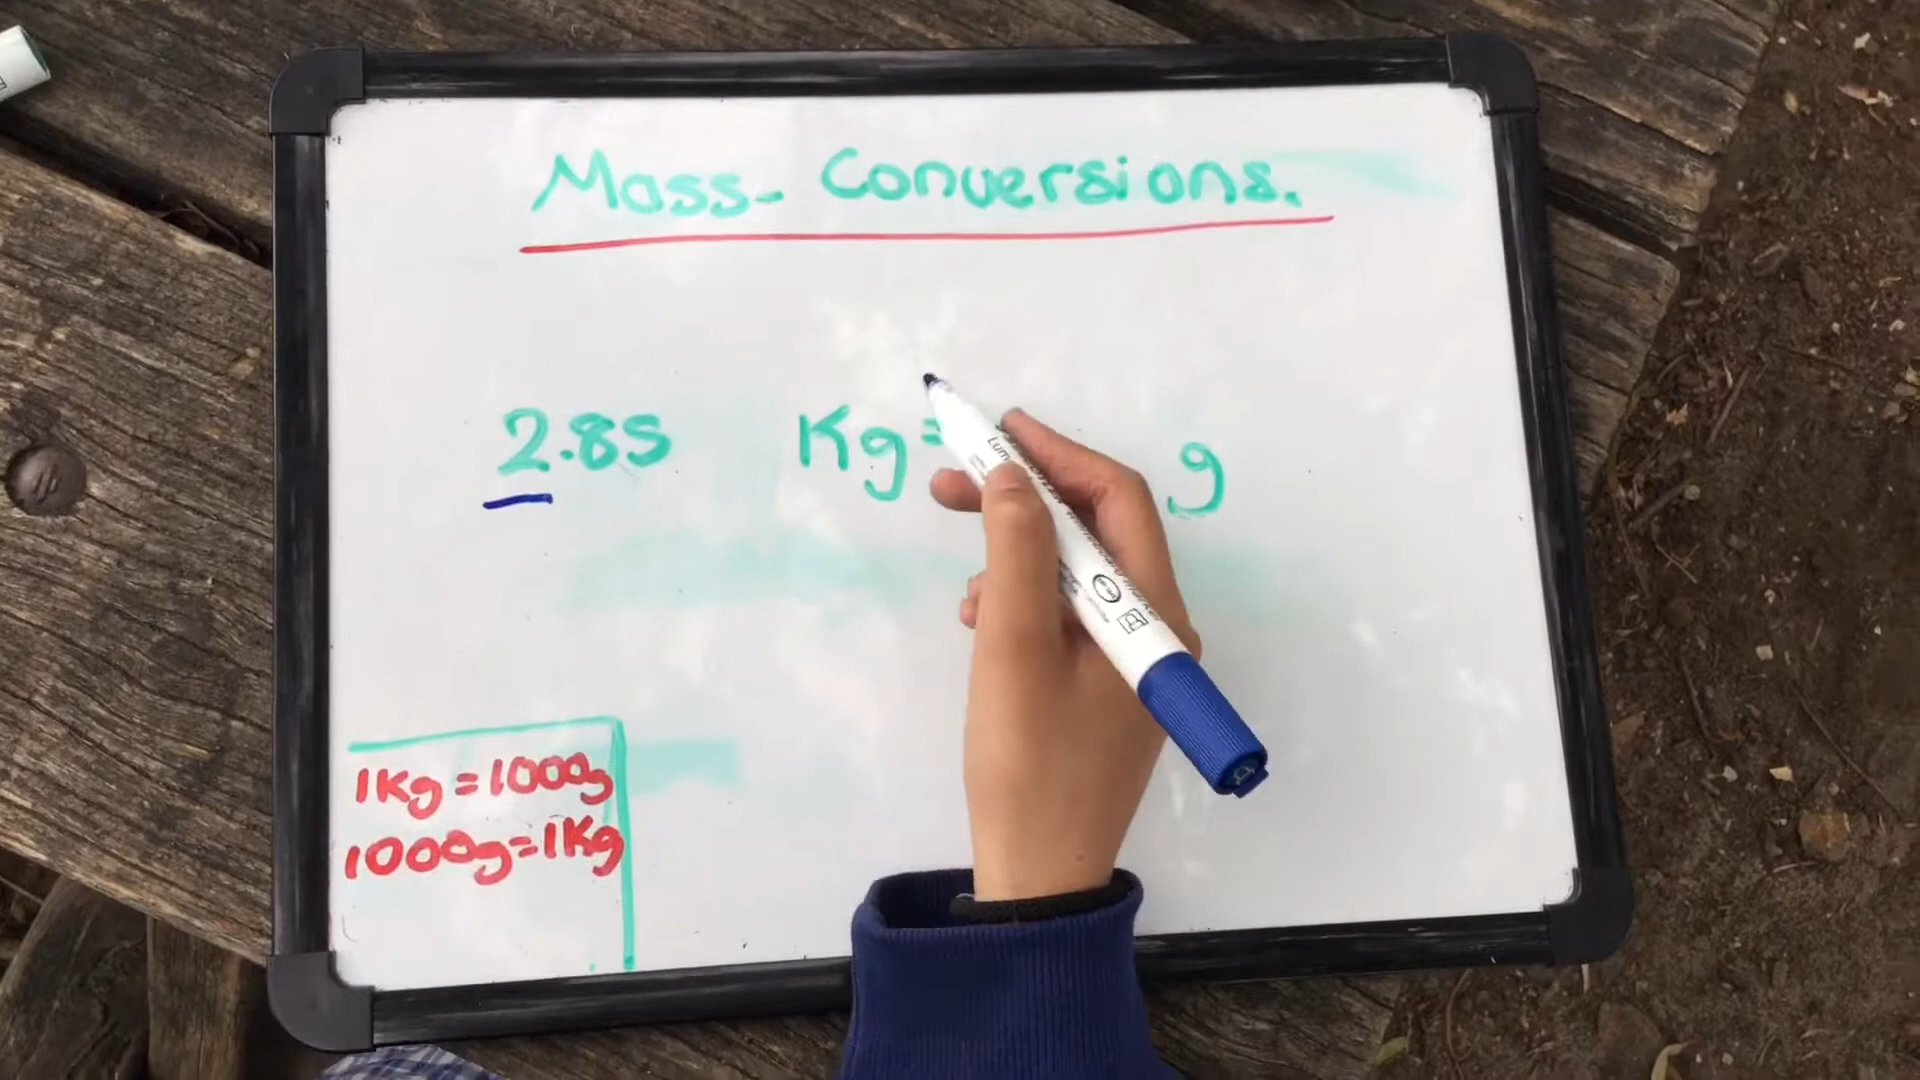 Mass- Conversions.
2.85 Kg = g
1Kg=1000g
1000g=1Kg